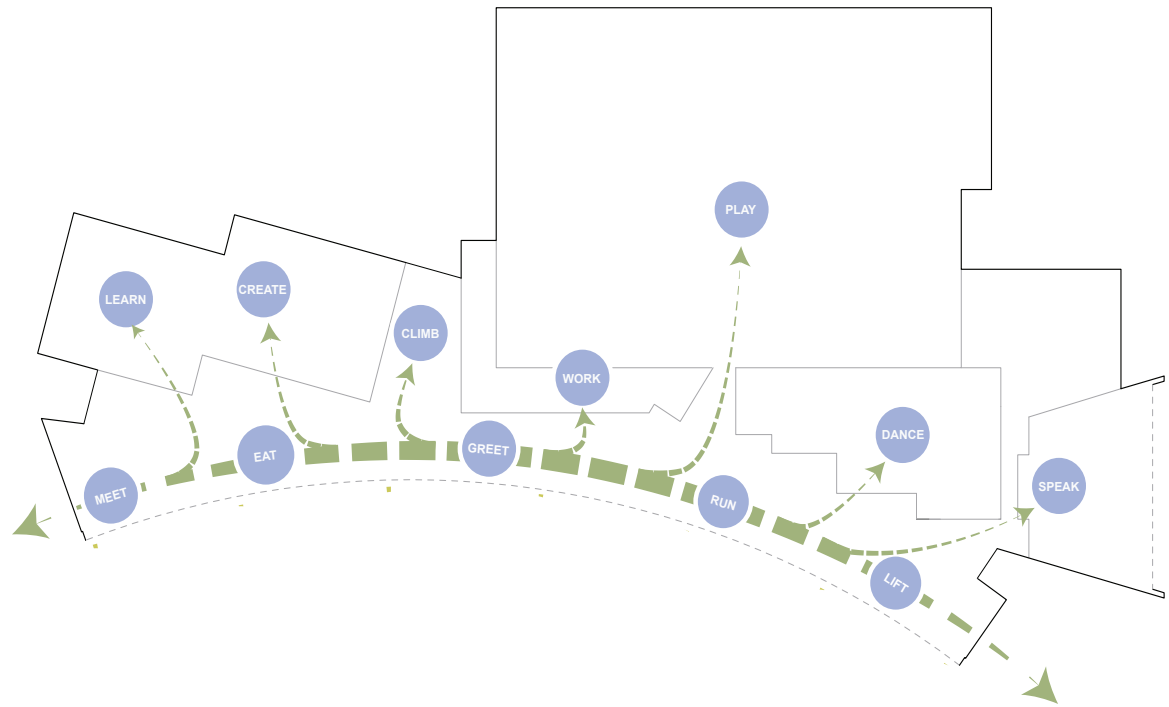 PLAY
LEARN
CREATE
CLIMB
WORK
DANCE
MEET
EAT
GREET
RUN
SPEAK
LIFT